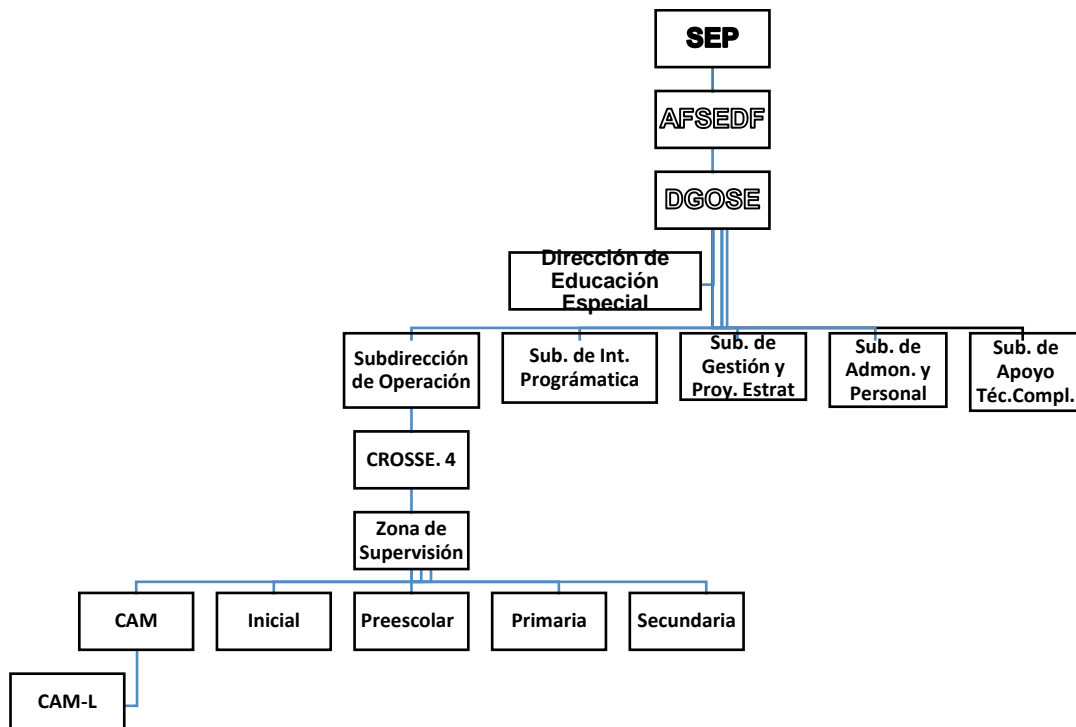 SEP
AFSEDF
DGOSE
Dirección de
Educación
Especial
Subdirección
de Operación
Sub. de Int.
Prográmatica
Sub. de
Gestión y
Proy. Estrat
Sub. de
Admon. y
Personal
Sub. de
Apoyo
Téc.Compl.
CROSSE. 4
Zona de
Supervisión
CAM
Inicial
Preescolar
Primaria
Secundaria
CAM-L